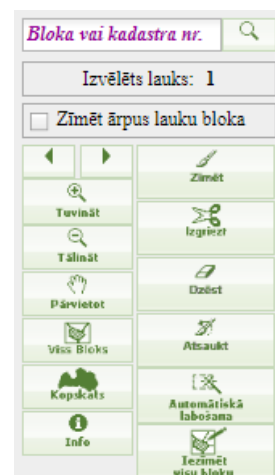 Bloka vai kadastra nr.
Izvēlēts lauks: 1
Zīmēt ārpus lauku bloka
Tuvināt
Tālināt
Pārvietot
Viss Bloks
Kopskats
Info
Zīmēt
Izgriezt
Dzēst
Atsaukt
Automātiskā
labošana
Iezīmēt
visu bloku